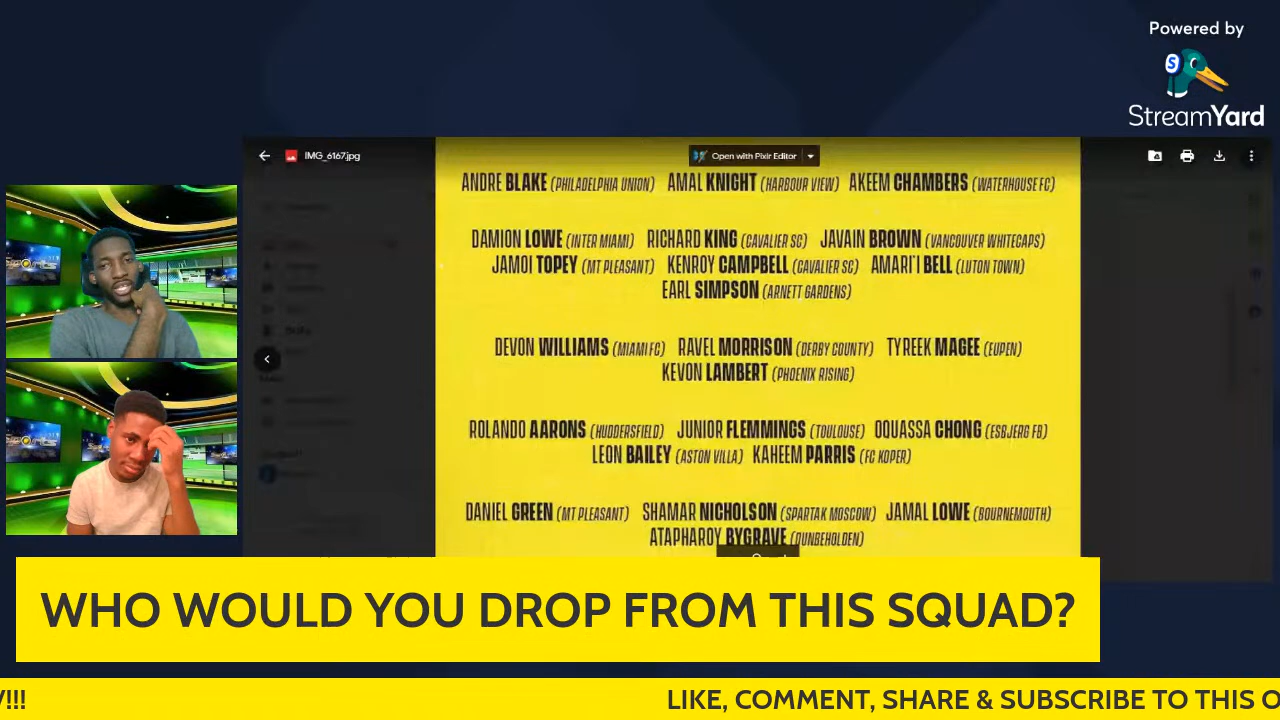 Powered by
S
StreamYard
IMG_6167.jpg
Open with Pixlr Editor
ANDRE BLAKE (PHILADELPHIA UNION) AMAL KNIGHT (HARBOUR VIEW) AKEEM CHAMBERS (WATERHOUSE FC)
DAMION LOWE (INTER MIAMI) RICHARD KING (CAVALIER SC) JAVAIN BROWN (VANCOUVER WHITECAPS)
JAMOI TOPEY (MT PLEASANT) KENROY CAMPBELL (CAVALIER SC) AMARI'I BELL (LUTON TOWN)
EARL SIMPSON (ARNETT GARDENS)
DEVON WILLIAMS (MIAMI FC) RAVEL MORRISON (DERBY COUNTY) TYREEK MAGEE (EUPEN)
KEVON LAMBERT (PHOENIX RISING)
ROLANDO AARONS (HUDDERSFIELD) JUNIOR FLEMMINGS (TOULOUSE) OQUASSA CHONG (ESBJERG FB)
LEON BAILEY (ASTON VILLA) KAHEEM PARRIS (FC KOPER)
DANIEL GREEN (MT PLEASANT) SHAMAR NICHOLSON (SPARTAK MOSCOW) JAMAL LOWE (BOURNEMOUTH)
ATAPHAROY BYGRAVE (DUNBEHOLDEN)
WHO WOULD YOU DROP FROM THIS SQUAD?
!!! LIKE, COMMENT, SHARE & SUBSCRIBE TO THIS